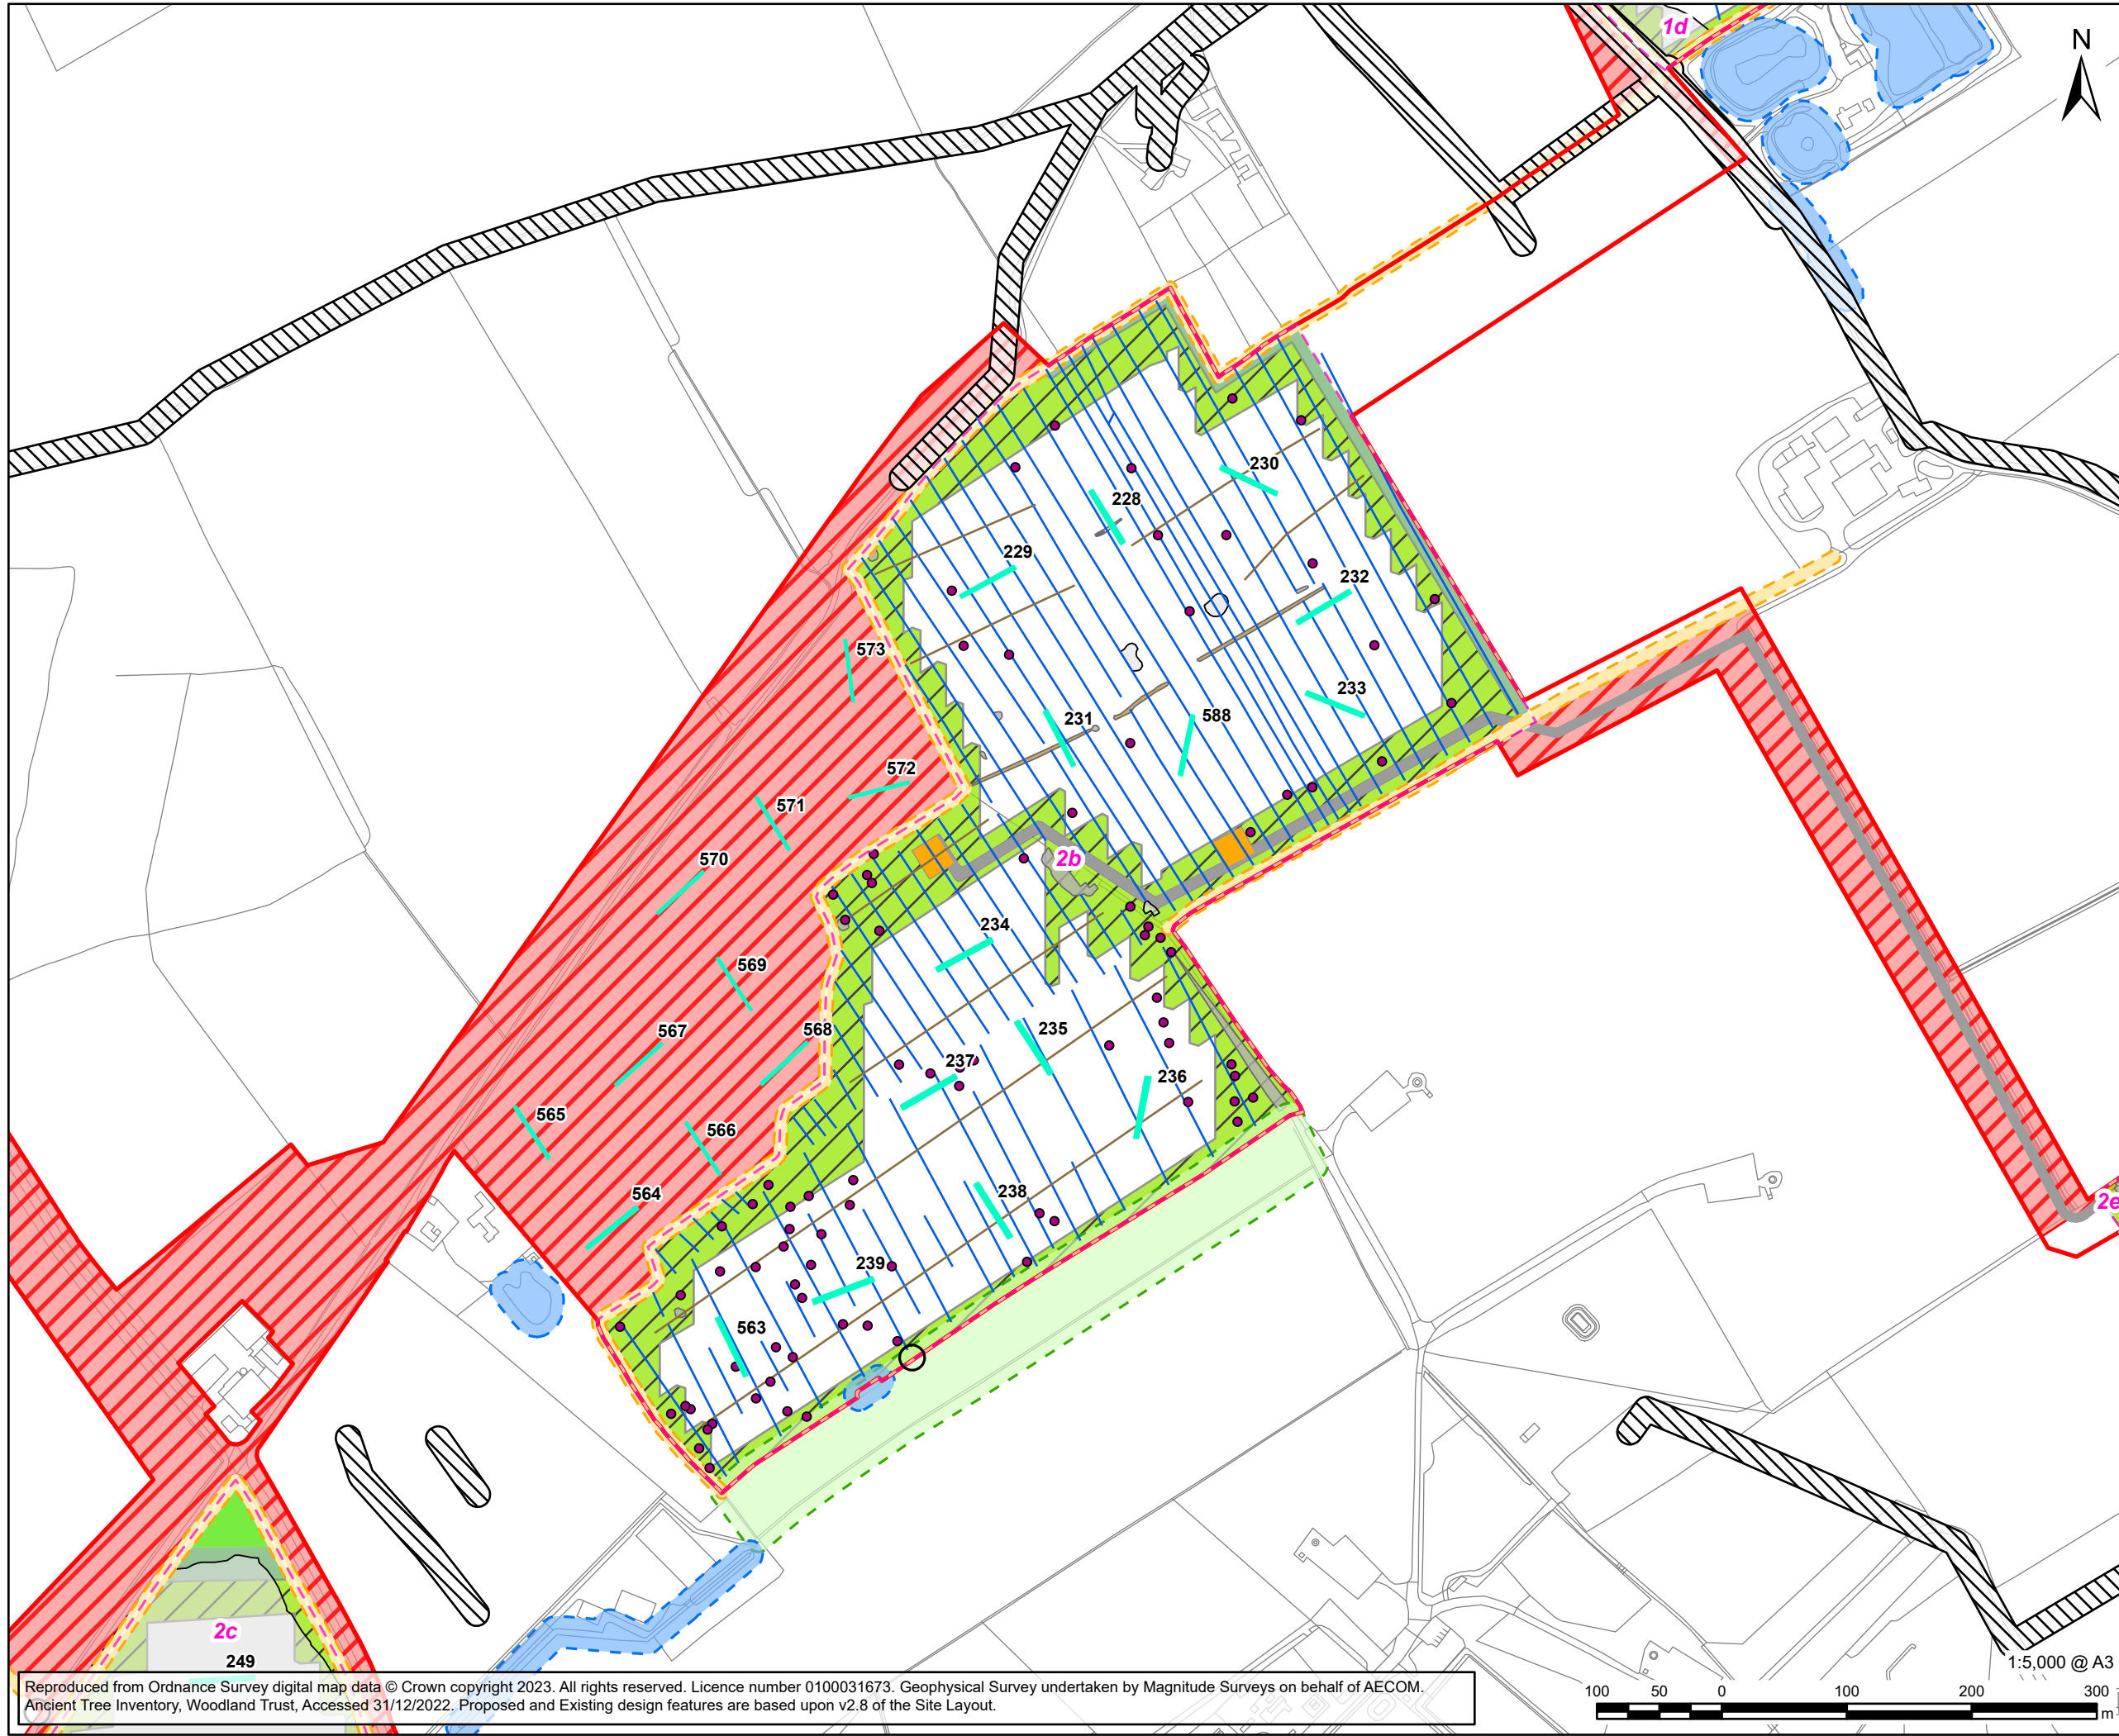 1d
N
230
228
229
232
573
233
231
588
572
571
2b
570
234
569
235
567
568
237
236
565
566
238
564
2e
239
563
2c
249
1:5,000 @ A3
Reproduced from Ordnance Survey digital map data © Crown copyright 2023. All rights reserved. Licence number 0100031673. Geophysical Survey undertaken by Magnitude Surveys on behalf of AECOM.
Ancient Tree Inventory, Woodland Trust, Accessed 31/12/2022. Proposed and Existing design features are based upon v2.8 of the Site Layout.
100 50 0 100 200 300
m